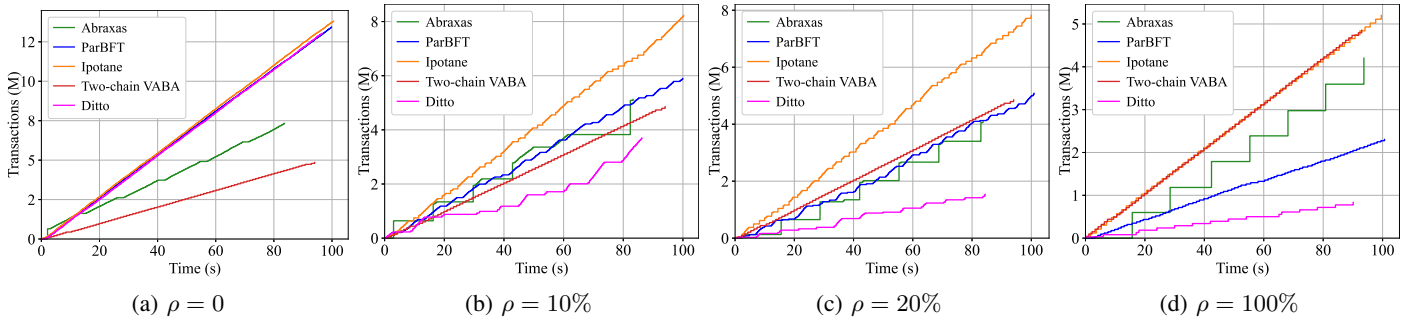 Abraxas
ParBFT
Ipotane
Two-chain VABA
Ditto
Transactions (M)
12
10
8
5
2
0
0 20 40 60 80 100
Time (s)
(a) ρ = 0
Abraxas
ParBFT
Ipotane
Two-chain VABA
Ditto
Transactions (M)
8
6
4
2
0
0 20 40 60 80 100
Time (s)
(b) ρ = 10%
Abraxas
ParBFT
Ipotane
Two-chain VABA
Ditto
Transactions (M)
8
6
4
2
0
0 20 40 60 80 100
Time (s)
(c) ρ = 20%
Abraxas
ParBFT
Ipotane
Two-chain VABA
Ditto
Transactions (M)
5
4
3
2
1
0
0 20 40 60 80 100
Time (s)
(d) ρ = 100%